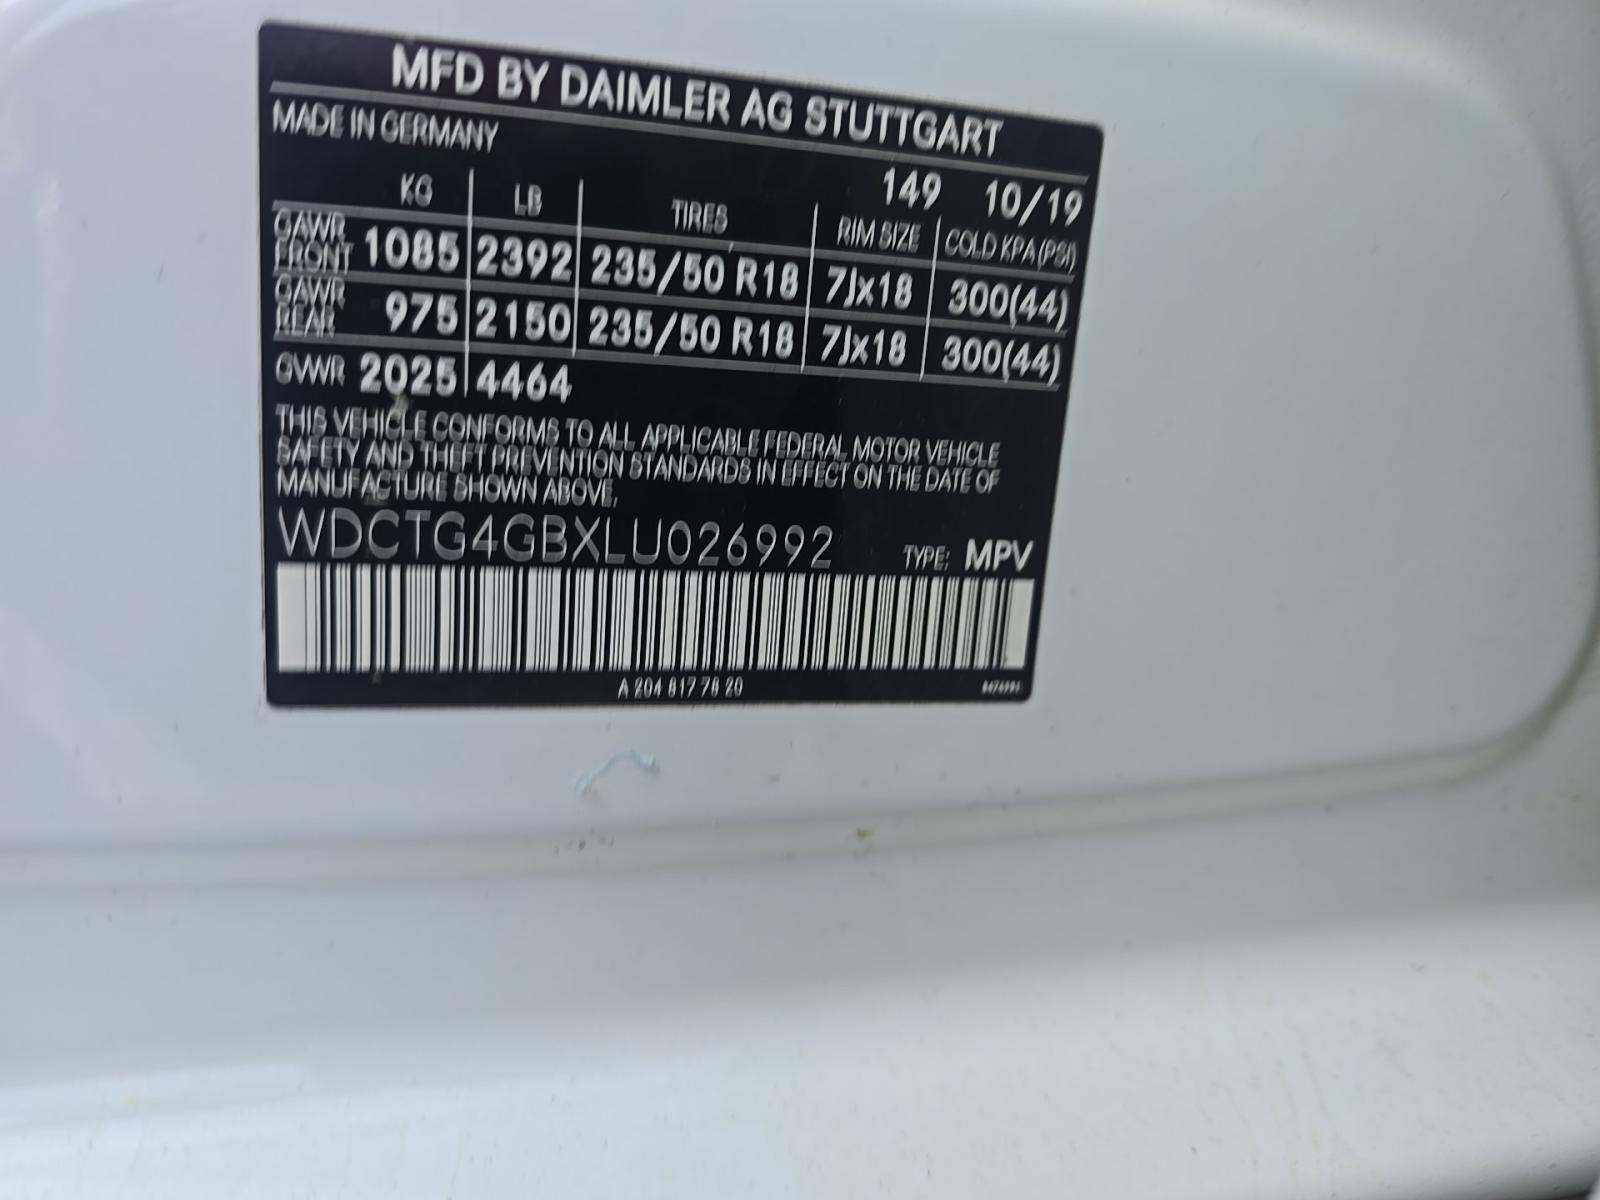 MFD BY DAIMLER AG STUTTGART
MADE IN GERMANY
149 10/19
KG LB TIRES RIM SIZE COLD KPA(PSI)
GAWR FRONT 1085 2392 235/50 R18 7Jx18 300(44)
GAWR REAR 975 2150 235/50 R18 7Jx18 300(44)
GVWR 2025 4464
THIS VEHICLE CONFORMS TO ALL APPLICABLE FEDERAL MOTOR VEHICLE
SAFETY AND THEFT PREVENTION STANDARDS IN EFFECT ON THE DATE OF
MANUFACTURE SHOWN ABOVE.
WDCTG4GBXLU026992 TYPE: MPV
A 204 817 78 20